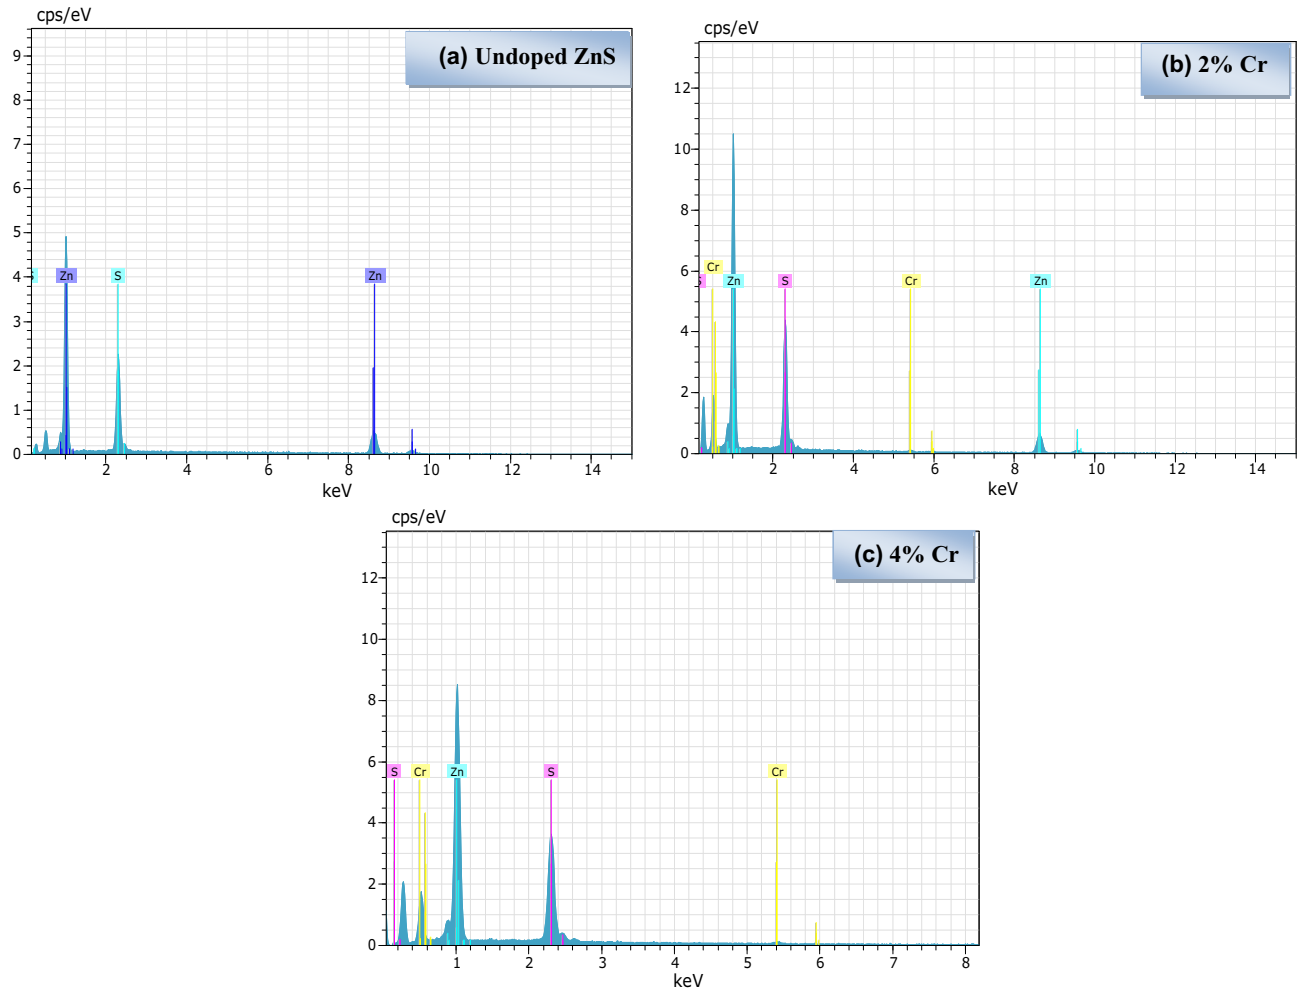 cps/eV
(a) Undoped ZnS
9
8
7
6
5
4
3
2
1
0
S Zn S Zn
2 4 6 8 10 12 14
keV
cps/eV
(b) 2% Cr
12
10
8
6
4
2
0
Cr
S Zn S Cr Zn
2 4 6 8 10 12 14
keV
cps/eV
(c) 4% Cr
12
10
8
6
4
2
0
S Cr Zn S Cr
1 2 3 4 5 6 7 8
keV